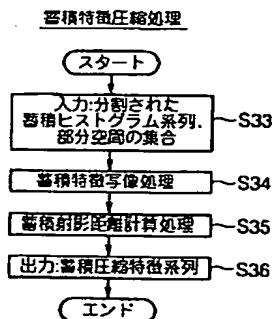 蓄積特徴圧縮処理
スタート
入力:分割された
蓄積ヒストグラム系列,
部分空間の集合
S33
蓄積特徴写像処理
S34
蓄積射影距離計算処理
S35
出力:蓄積圧縮特徴系列
S36
エンド